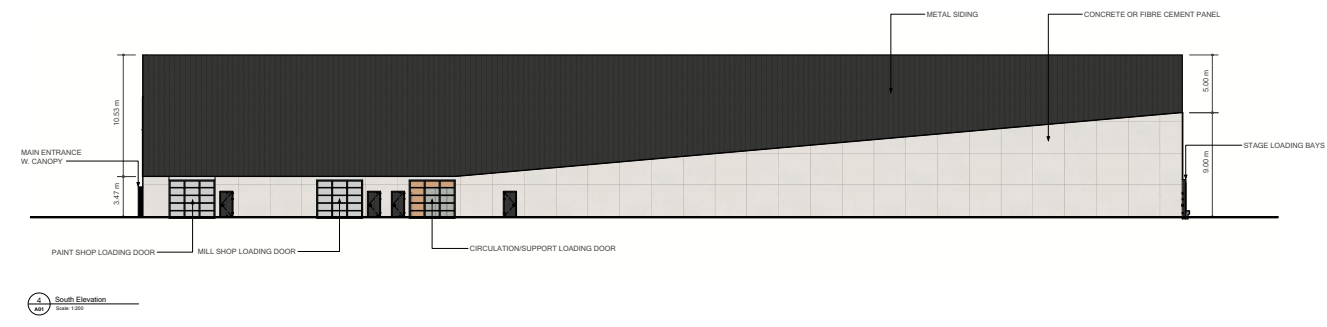 METAL SIDING
CONCRETE OR FIBRE CEMENT PANEL
10.53 m
5.00 m
MAIN ENTRANCE
W. CANOPY
STAGE LOADING BAYS
3.47 m
9.00 m
PAINT SHOP LOADING DOOR
MILL SHOP LOADING DOOR
CIRCULATION/SUPPORT LOADING DOOR
4
A01
South Elevation
Scale: 1:200